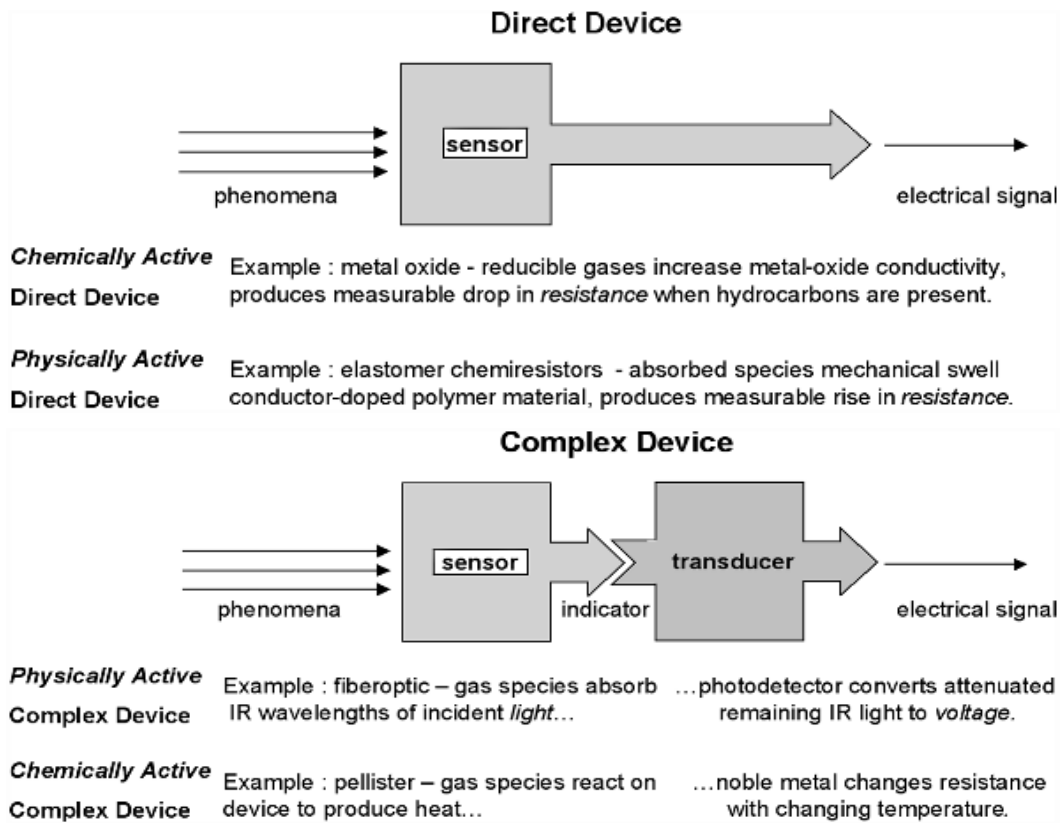 Direct Device
sensor
phenomena
electrical signal
Chemically Active
Direct Device
Example : metal oxide - reducible gases increase metal-oxide conductivity,
produces measurable drop in resistance when hydrocarbons are present.
Physically Active
Direct Device
Example : elastomer chemiresistors - absorbed species mechanical swell
conductor-doped polymer material, produces measurable rise in resistance.
Complex Device
sensor
transducer
phenomena
indicator
electrical signal
Physically Active
Complex Device
Example : fiberoptic – gas species absorb
IR wavelengths of incident light…
…photodetector converts attenuated
remaining IR light to voltage.
Chemically Active
Complex Device
Example : pellister – gas species react on
device to produce heat…
…noble metal changes resistance
with changing temperature.